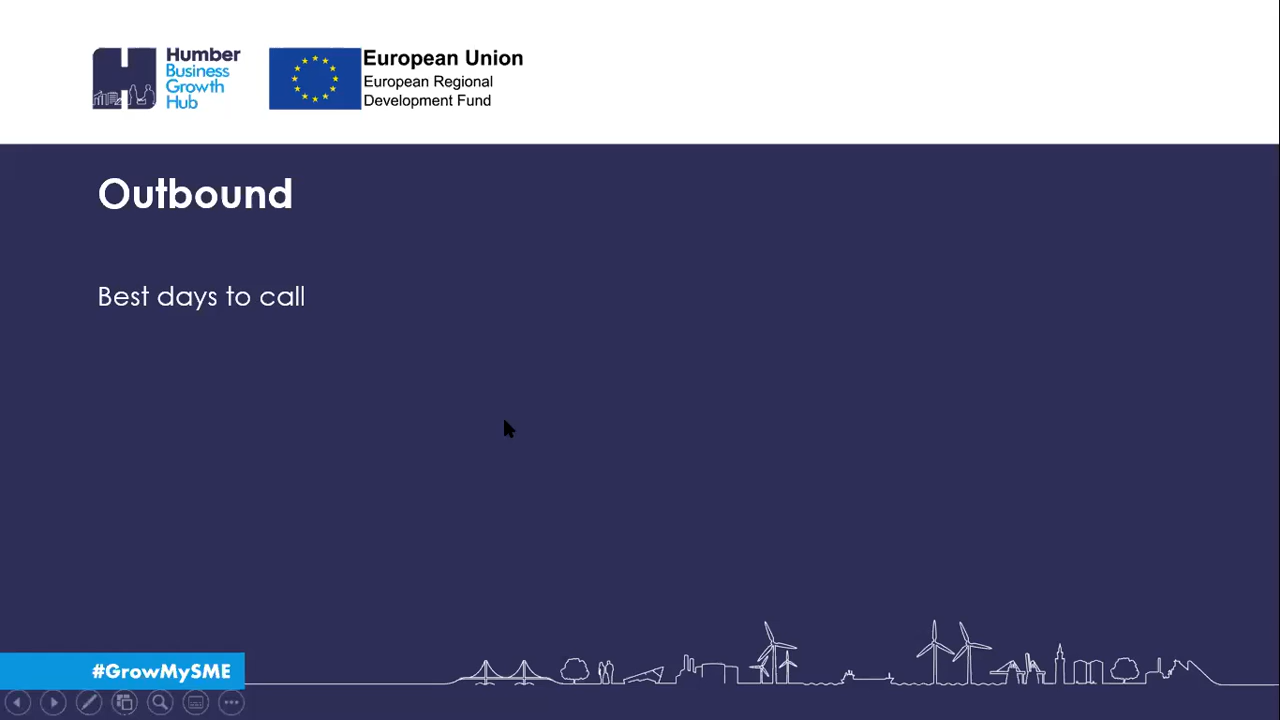 Humber
Business
Growth
Hub
European Union
European Regional
Development Fund
Outbound
Best days to call
#GrowMySME